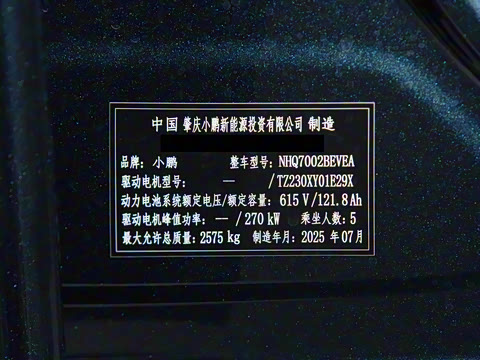 中国 肇庆小鹏新能源投资有限公司 制造
品牌：小鹏 整车型号：NHQ7002BEVEA
驱动电机型号： — /TZ230XY01E29X
动力电池系统额定电压/额定容量：615 V/121.8 Ah
驱动电机峰值功率：— /270 kW 乘坐人数：5
最大允许总质量：2575 kg 制造年月：2025 年 07 月